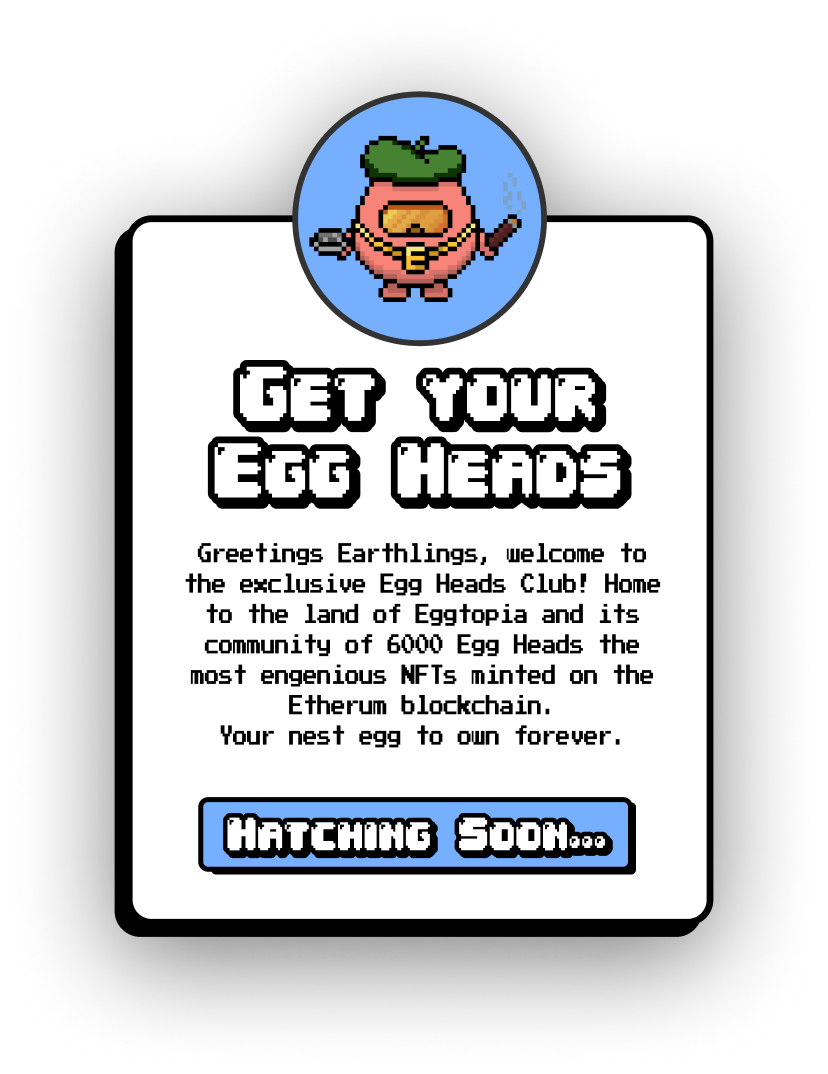 E
Get your
Egg Heads
Greetings Earthlings, welcome to
the exclusive Egg Heads Club! Home
to the land of Eggtopia and its
community of 6000 Egg Heads the
most engenious NFTs minted on the
Etherum blockchain.
Your nest egg to own forever.
Hatching Soon...